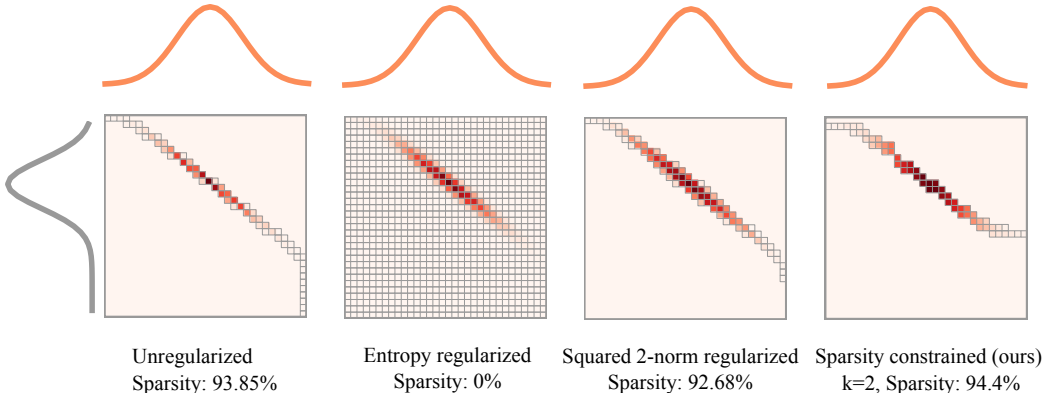 Unregularized
Sparsity: 93.85%
Entropy regularized
Sparsity: 0%
Squared 2-norm regularized
Sparsity: 92.68%
Sparsity constrained (ours)
k=2, Sparsity: 94.4%